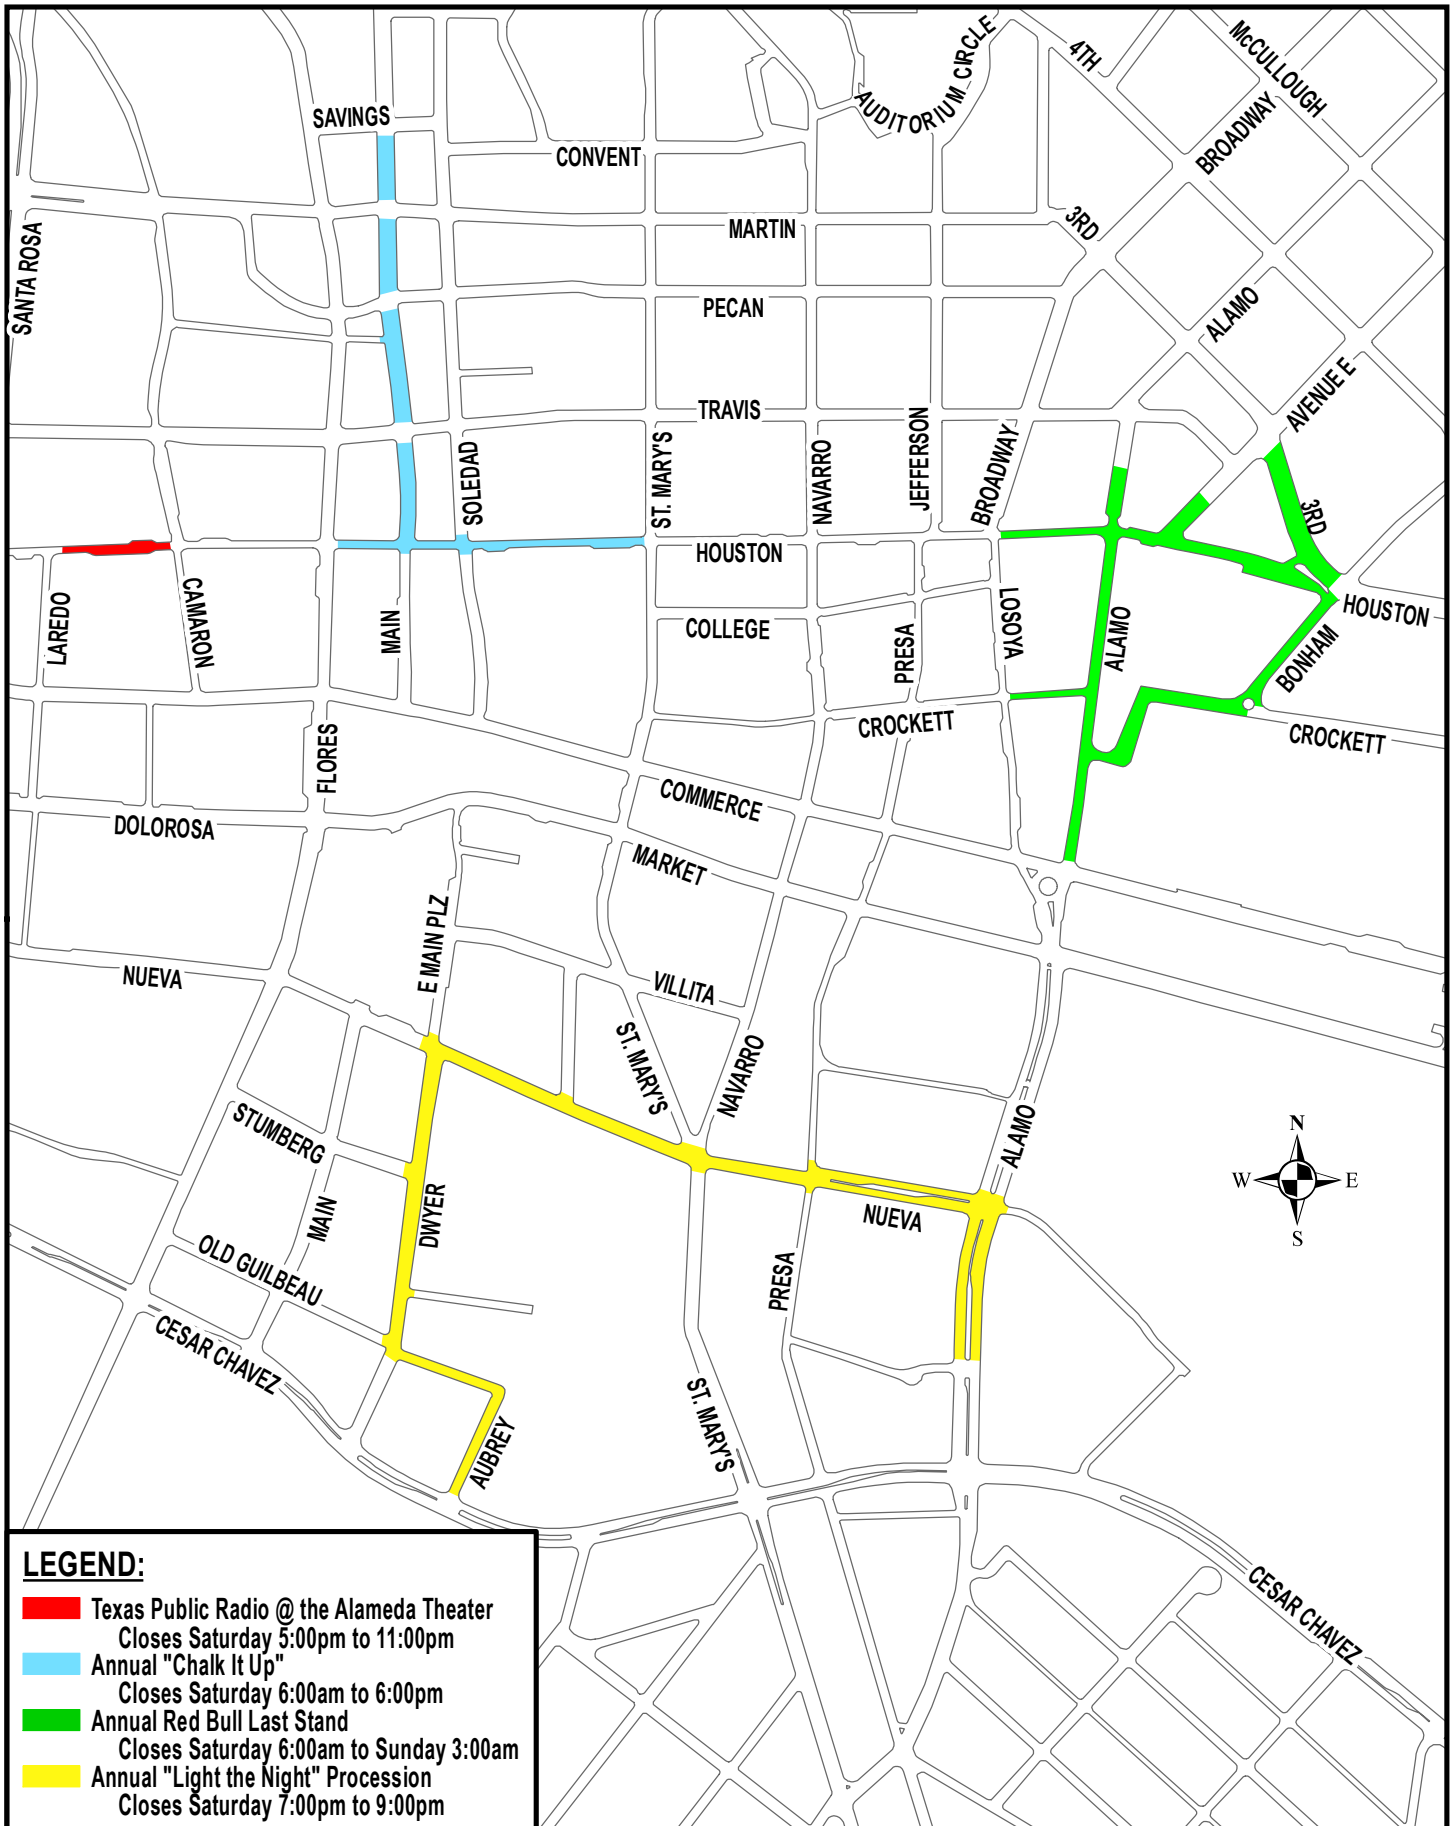 4TH
McCULLOUGH
AUDITORIUM CIRCLE
BROADWAY
SAVINGS
CONVENT
3RD
MARTIN
SANTA ROSA
PECAN
ALAMO
AVENUE E
TRAVIS
SOLEDAD
ST. MARY'S
NAVARRO
JEFFERSON
BROADWAY
3RD
HOUSTON
HOUSTON
LAREDO
CAMARON
MAIN
COLLEGE
PRESA
LOSOYA
ALAMO
BONHAM
CROCKETT
CROCKETT
FLORES
COMMERCE
DOLOROSA
MARKET
E MAIN PLZ
NUEVA
VILLITA
ST. MARY'S
NAVARRO
STUMBERG
ALAMO
N
W
E
S
MAIN
DWYER
NUEVA
OLD GUILBEAU
PRESA
CESAR CHAVEZ
ST. MARY'S
AUBREY
CESAR CHAVEZ
LEGEND:
Texas Public Radio @ the Alameda Theater
Closes Saturday 5:00pm to 11:00pm
Annual "Chalk It Up"
Closes Saturday 6:00am to 6:00pm
Annual Red Bull Last Stand
Closes Saturday 6:00am to Sunday 3:00am
Annual "Light the Night" Procession
Closes Saturday 7:00pm to 9:00pm